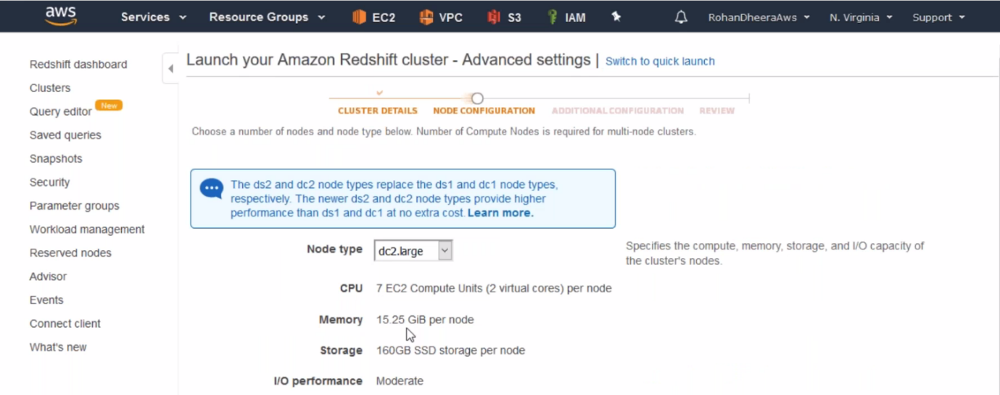 aws Services Resource Groups EC2 VPC S3 IAM RohanDheeraAws N. Virginia Support
Redshift dashboard
Clusters
Query editor New
Saved queries
Snapshots
Security
Parameter groups
Workload management
Reserved nodes
Advisor
Events
Connect client
What's new
Launch your Amazon Redshift cluster - Advanced settings | Switch to quick launch
CLUSTER DETAILS NODE CONFIGURATION ADDITIONAL CONFIGURATION REVIEW
Choose a number of nodes and node type below. Number of Compute Nodes is required for multi-node clusters.
The ds2 and dc2 node types replace the ds1 and dc1 node types,
respectively. The newer ds2 and dc2 node types provide higher
performance than ds1 and dc1 at no extra cost. Learn more.
Node type dc2.large
Specifies the compute, memory, storage, and I/O capacity of
the cluster's nodes.
CPU 7 EC2 Compute Units (2 virtual cores) per node
Memory 15.25 GiB per node
Storage 160GB SSD storage per node
I/O performance Moderate